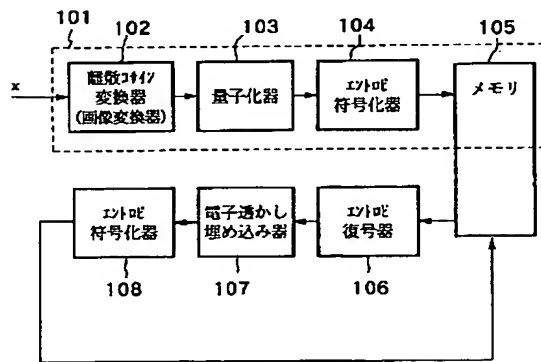 101
102
103
104
105
x
離散コサイン
変換器
(画像変換器)
量子化器
エントロピ
符号化器
メモリ
エントロピ
符号化器
電子透かし
埋め込み器
エントロピ
復号器
108
107
106